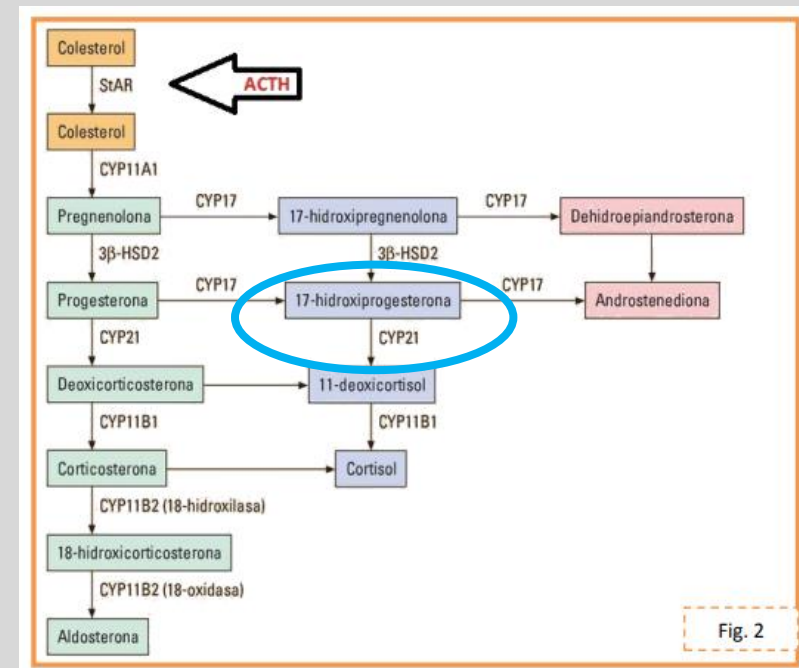 Colesterol
StAR
ACTH
Colesterol
CYP11A1
Pregnenolona
CYP17
17-hidroxipregnenolona
CYP17
Dehidroepiandrosterona
3β-HSD2
3β-HSD2
Progesterona
CYP17
17-hidroxiprogesterona
CYP17
Androstenediona
CYP21
CYP21
Deoxicorticosterona
11-deoxicortisol
CYP11B1
CYP11B1
Corticosterona
Cortisol
CYP11B2 (18-hidroxilasa)
18-hidroxicorticosterona
CYP11B2 (18-oxidasa)
Aldosterona
Fig. 2